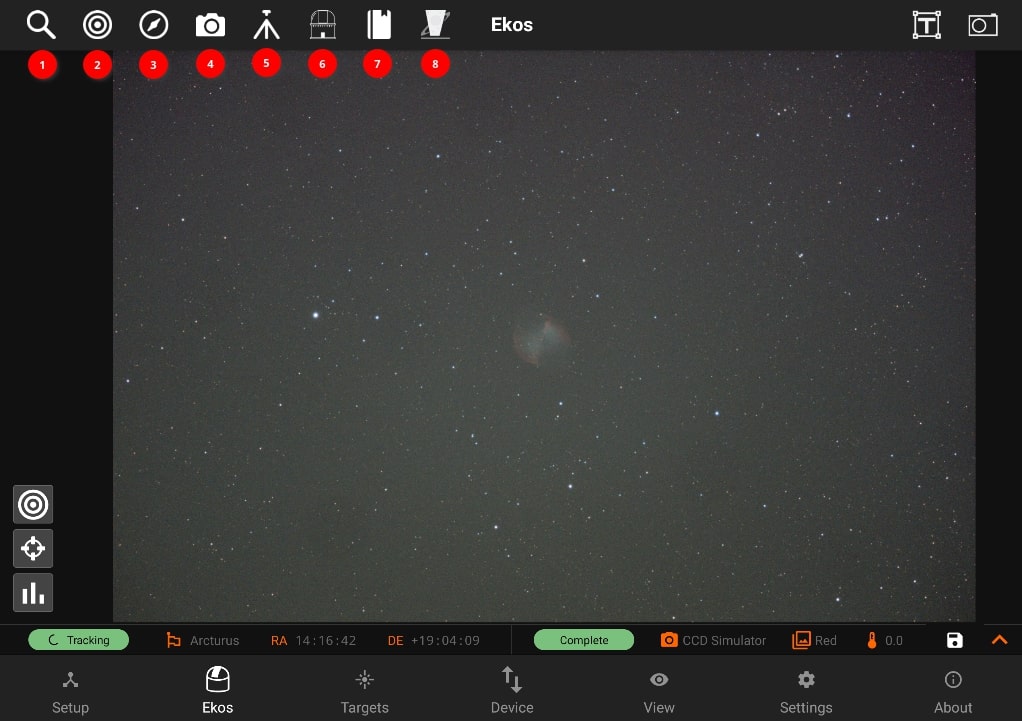 Ekos
T
1 2 3 4 5 6 7 8
Tracking Arcturus RA 14:16:42 DE +19:04:09 Complete CCD Simulator Red 0.0
Setup Ekos Targets Device View Settings About